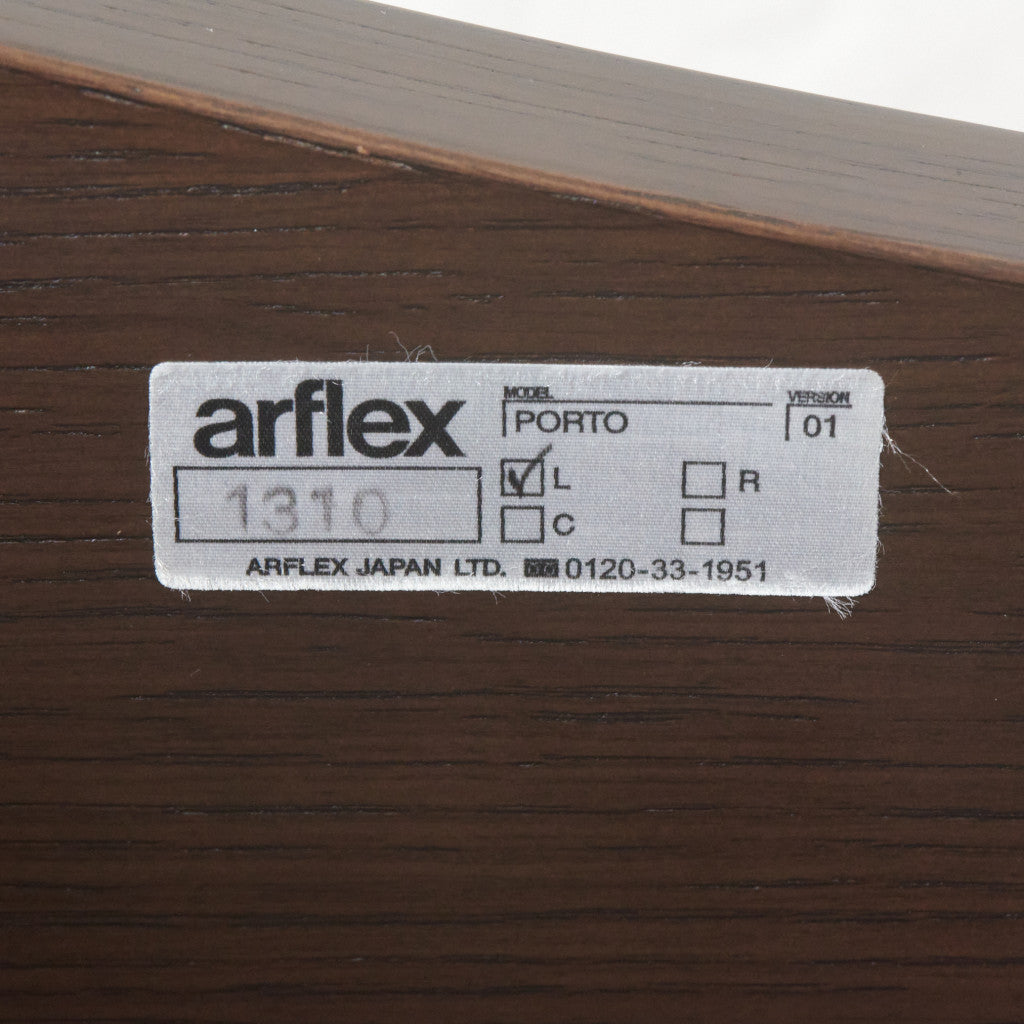 arflex
MODEL
PORTO
VERSION
01
L
R
1310
C
ARFLEX JAPAN LTD. 0120-33-1951